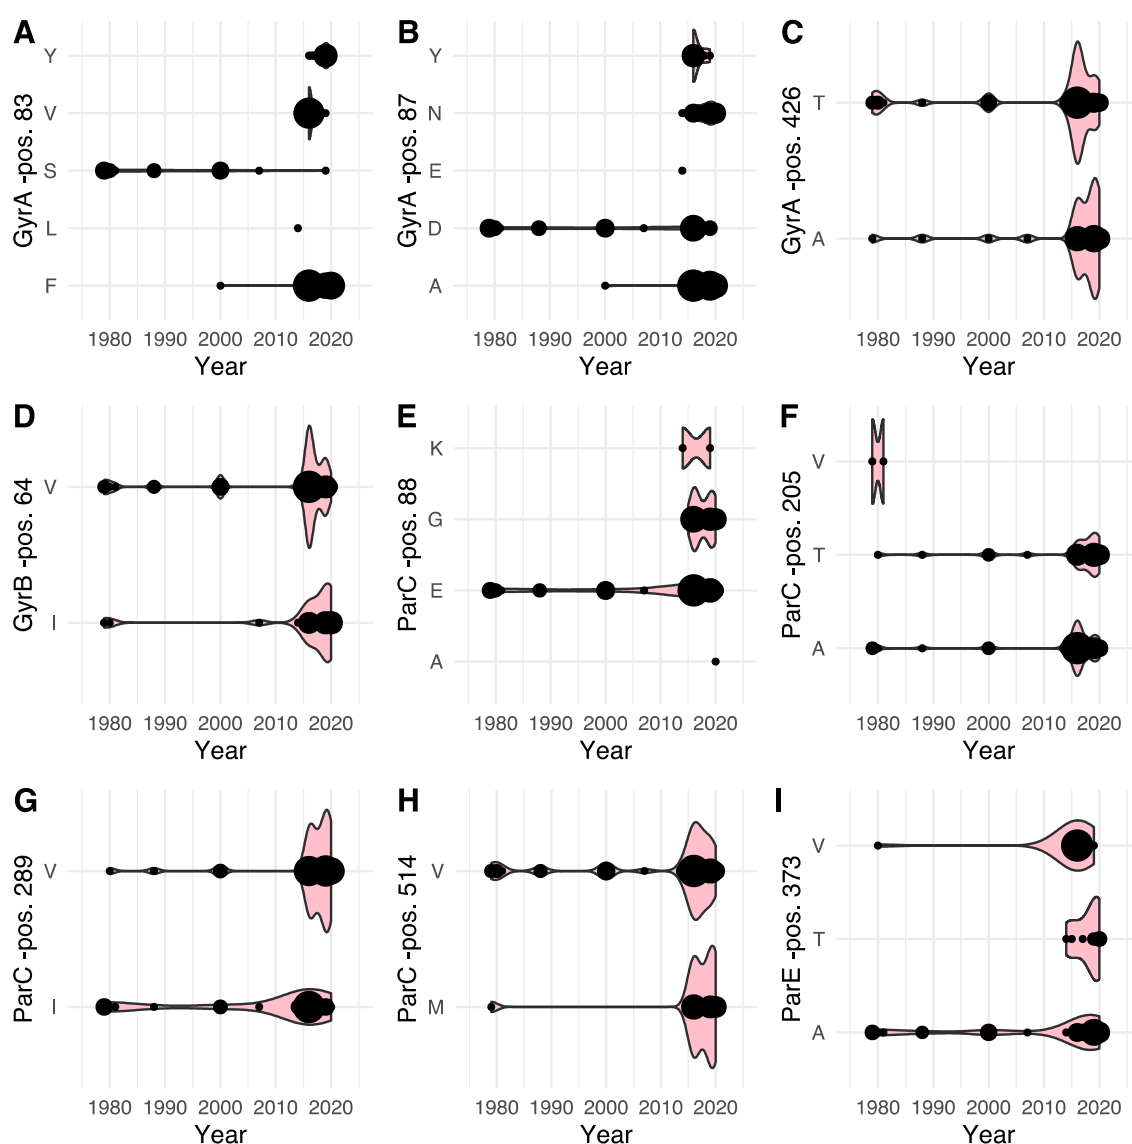 A
GyrA -pos. 83
Y
V
S
L
F
1980 1990 2000 2010 2020
Year
B
GyrA -pos. 87
Y
N
E
D
A
1980 1990 2000 2010 2020
Year
C
GyrA -pos. 426
T
A
1980 1990 2000 2010 2020
Year
D
GyrB -pos. 64
V
I
1980 1990 2000 2010 2020
Year
E
ParC -pos. 88
K
G
E
A
1980 1990 2000 2010 2020
Year
F
ParC -pos. 205
V
T
A
1980 1990 2000 2010 2020
Year
G
ParC -pos. 289
V
I
1980 1990 2000 2010 2020
Year
H
ParC -pos. 514
V
M
1980 1990 2000 2010 2020
Year
I
ParE -pos. 373
V
T
A
1980 1990 2000 2010 2020
Year